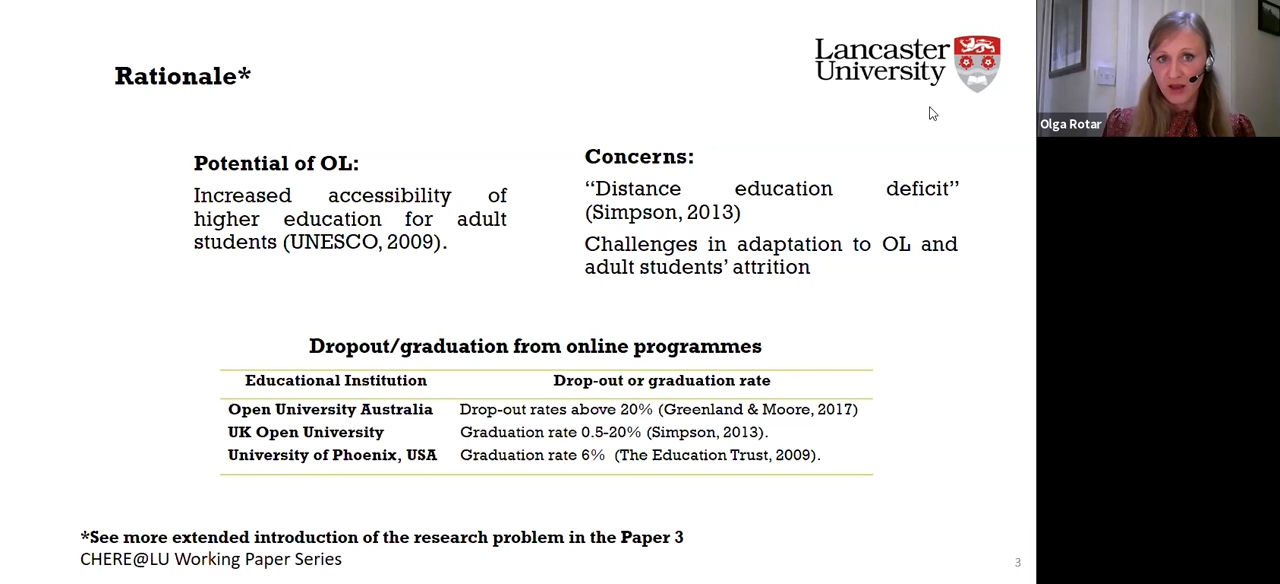 Rationale*
Lancaster
University
Olga Rotar
Potential of OL:
Increased accessibility of
higher education for adult
students (UNESCO, 2009).
Concerns:
“Distance education deficit”
(Simpson, 2013)
Challenges in adaptation to OL and
adult students’ attrition
Dropout/graduation from online programmes
Educational Institution Drop-out or graduation rate
Open University Australia Drop-out rates above 20% (Greenland & Moore, 2017)
UK Open University Graduation rate 0.5-20% (Simpson, 2013).
University of Phoenix, USA Graduation rate 6% (The Education Trust, 2009).
*See more extended introduction of the research problem in the Paper 3
CHERE@LU Working Paper Series
3